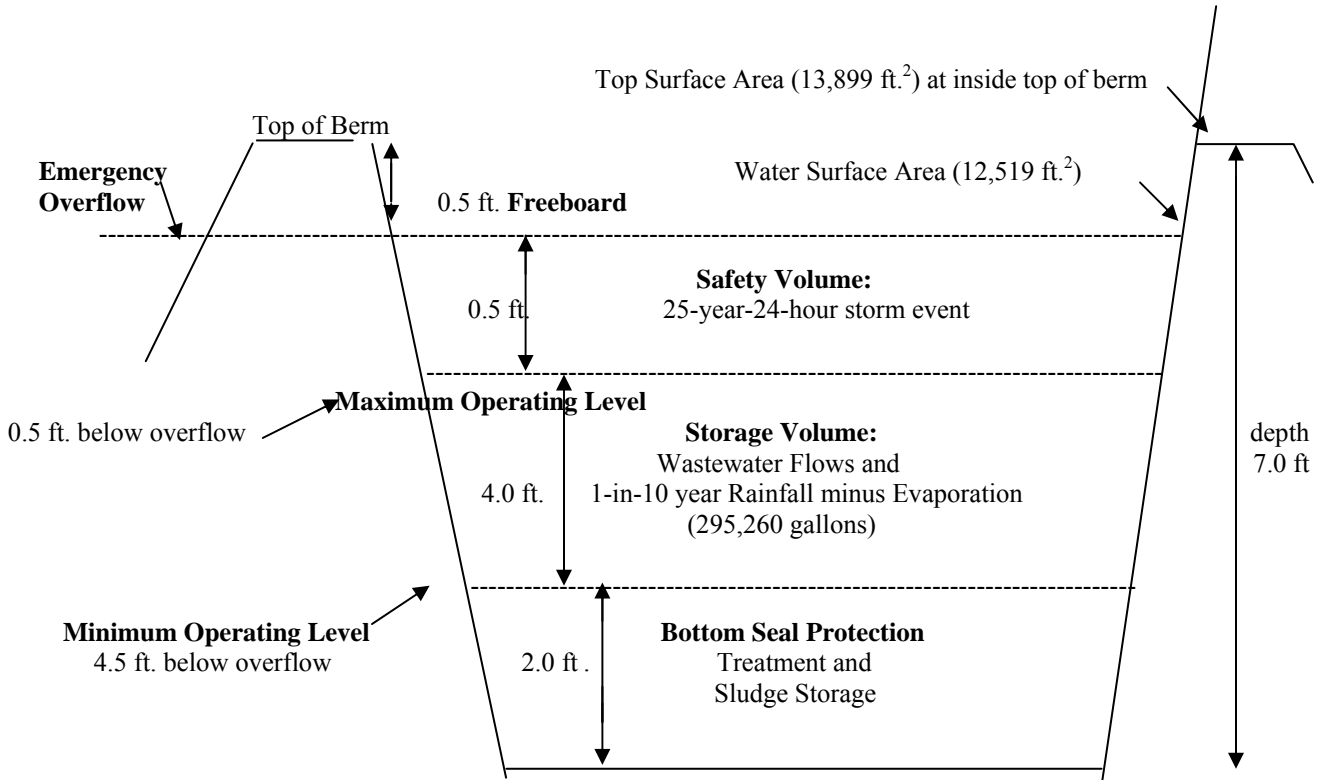 Top Surface Area (13,899 ft.²) at inside top of berm
Top of Berm
Emergency
Overflow
Water Surface Area (12,519 ft.²)
0.5 ft. Freeboard
Safety Volume:
0.5 ft.
25-year-24-hour storm event
Maximum Operating Level
0.5 ft. below overflow
Storage Volume:
Wastewater Flows and
4.0 ft.
1-in-10 year Rainfall minus Evaporation
(295,260 gallons)
depth
7.0 ft
Minimum Operating Level
4.5 ft. below overflow
Bottom Seal Protection
2.0 ft .
Treatment and
Sludge Storage